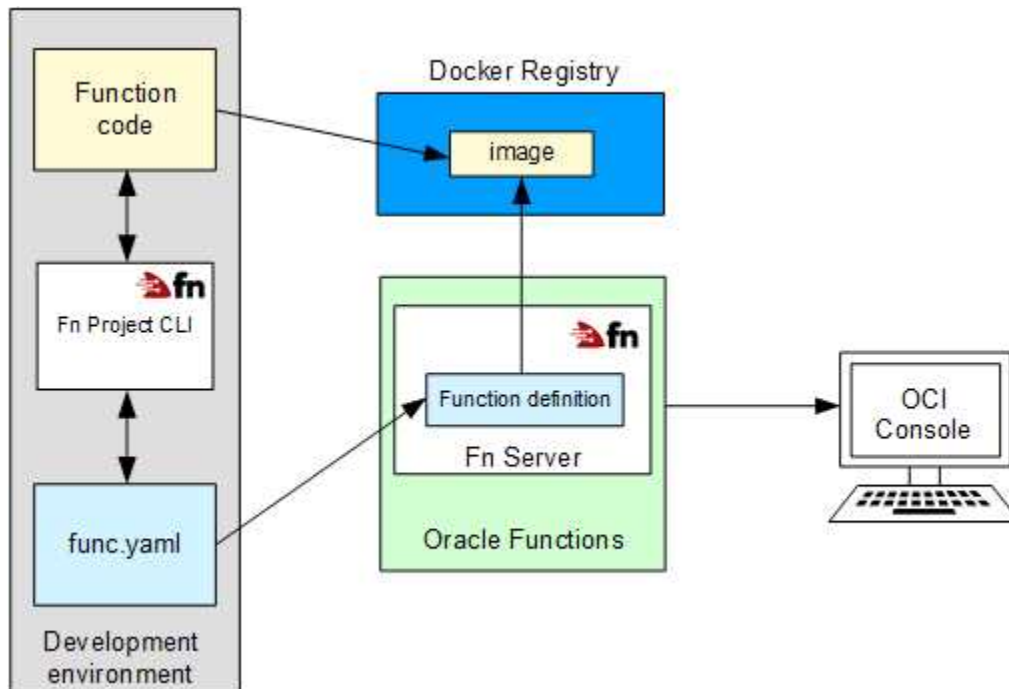 Function
code
fn
Fn Project CLI
func.yaml
Development
environment
Docker Registry
image
fn
Function definition
Fn Server
Oracle Functions
OCI
Console